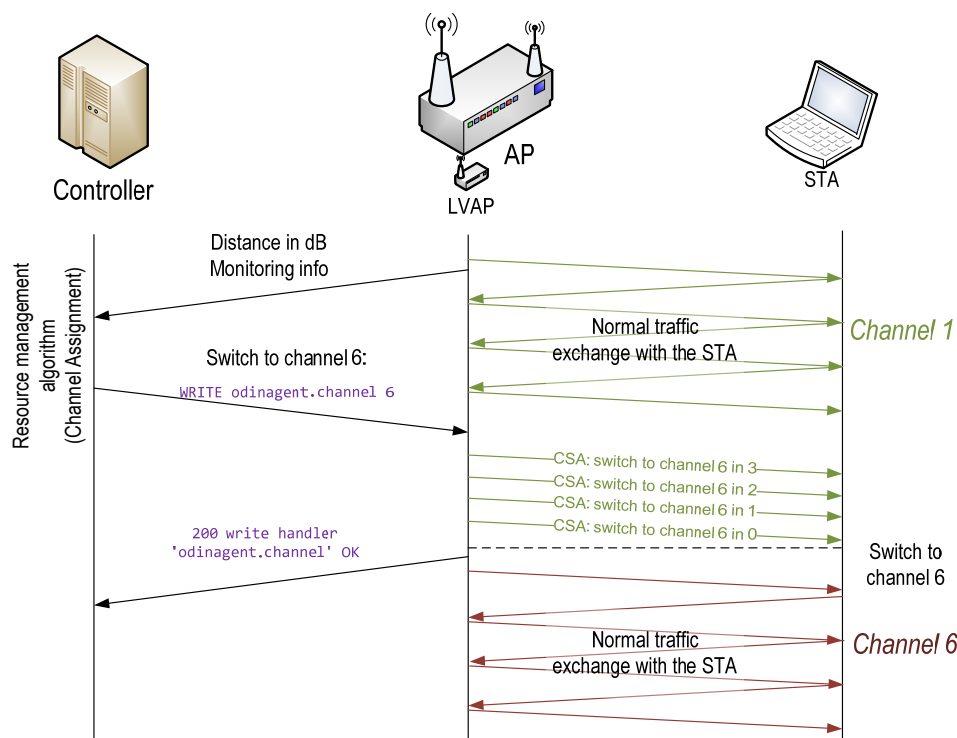 Controller
AP
LVAP
STA
Resource management
algorithm
(Channel Assignment)
Distance in dB
Monitoring info
Normal traffic
exchange with the STA
Channel 1
Switch to channel 6:
WRITE odinagent.channel 6
CSA: switch to channel 6 in 3
CSA: switch to channel 6 in 2
CSA: switch to channel 6 in 1
CSA: switch to channel 6 in 0
200 write handler
'odinagent.channel' OK
Switch to
channel 6
Normal traffic
exchange with the STA
Channel 6